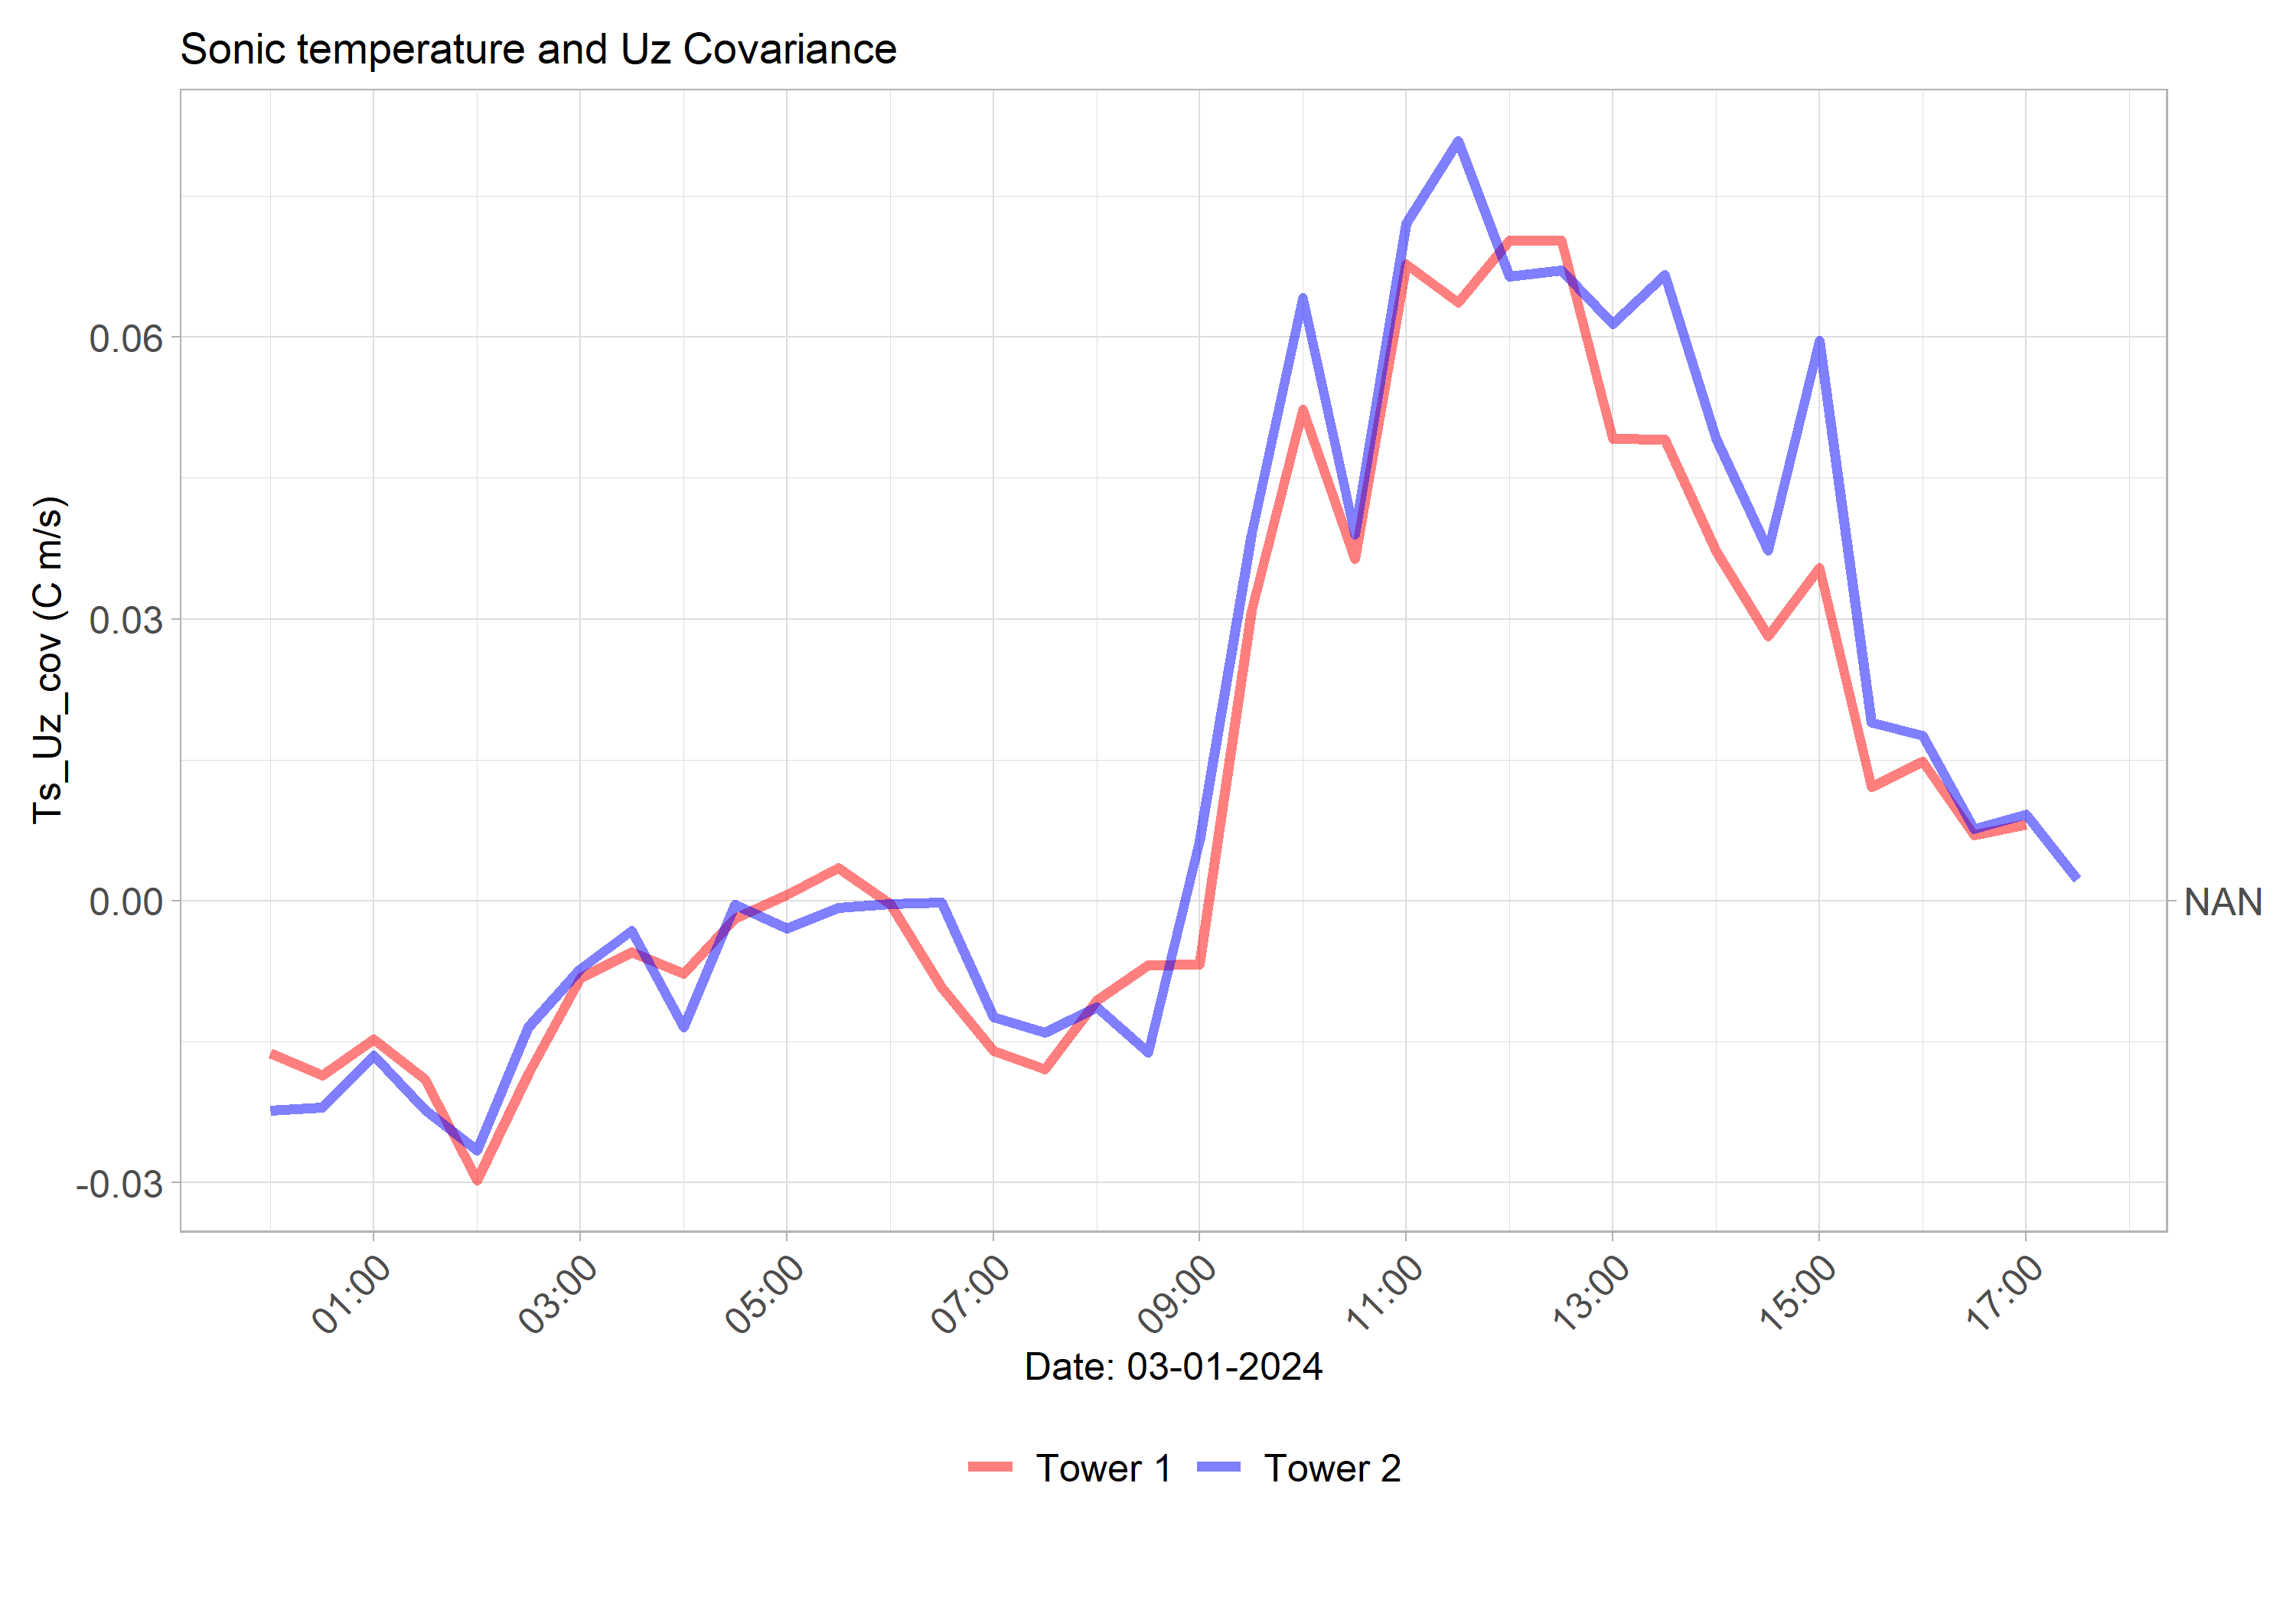 Sonic temperature and Uz Covariance
Ts_Uz_cov (C m/s)
0.06
0.03
0.00
-0.03
NAN
01:00
03:00
05:00
07:00
09:00
11:00
13:00
15:00
17:00
Date: 03-01-2024
Tower 1
Tower 2